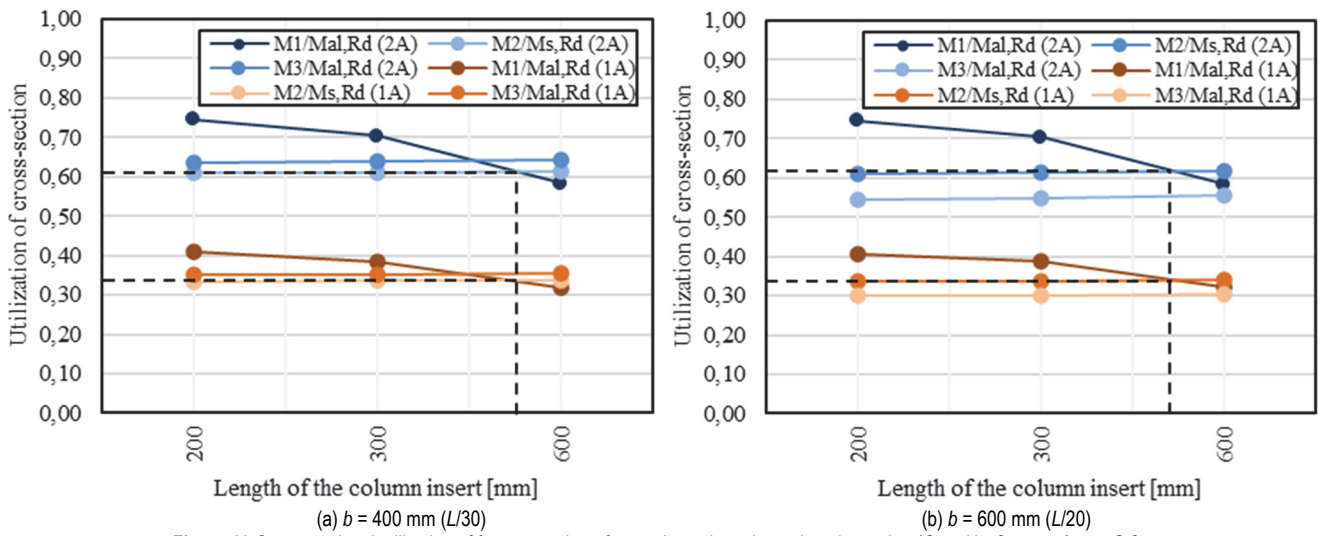 1,00
0,90
0,80
0,70
0,60
0,50
0,40
0,30
0,20
0,10
0,00
Utilization of cross-section
M1/Mal,Rd (2A)
M2/Ms,Rd (2A)
M3/Mal,Rd (2A)
M1/Mal,Rd (1A)
M2/Ms,Rd (1A)
M3/Mal,Rd (1A)
200
300
600
Length of the column insert [mm]
(a) b = 400 mm (L/30)
1,00
0,90
0,80
0,70
0,60
0,50
0,40
0,30
0,20
0,10
0,00
Utilization of cross-section
M1/Mal,Rd (2A)
M2/Ms,Rd (2A)
M3/Mal,Rd (2A)
M1/Mal,Rd (1A)
M2/Ms,Rd (1A)
M3/Mal,Rd (1A)
200
300
600
Length of the column insert [mm]
(b) b = 600 mm (L/20)